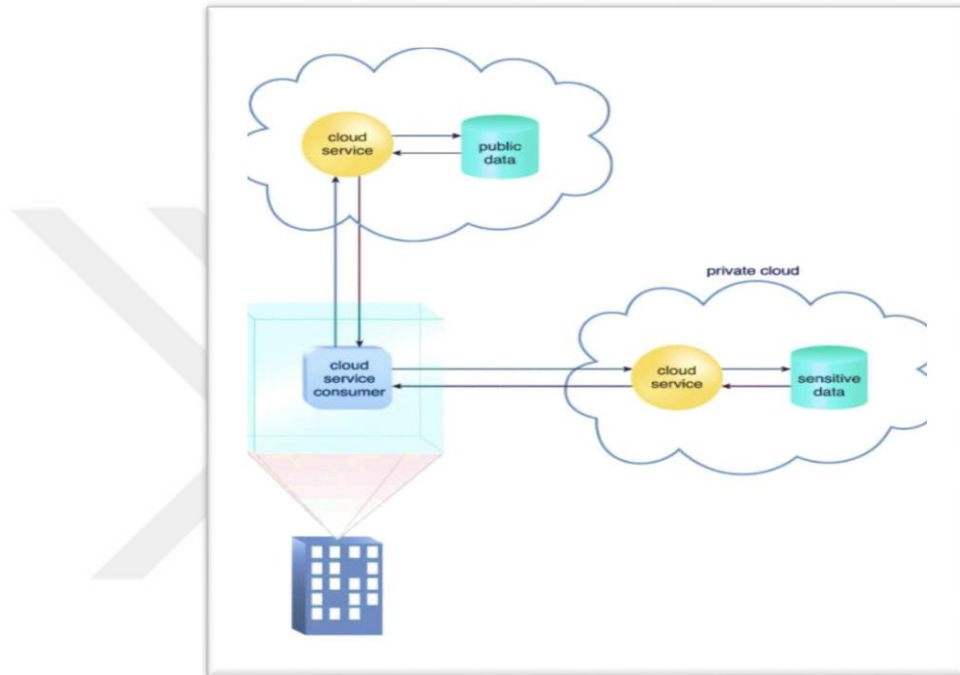 cloud
service
public
data
private cloud
cloud
service
consumer
cloud
service
sensitive
data